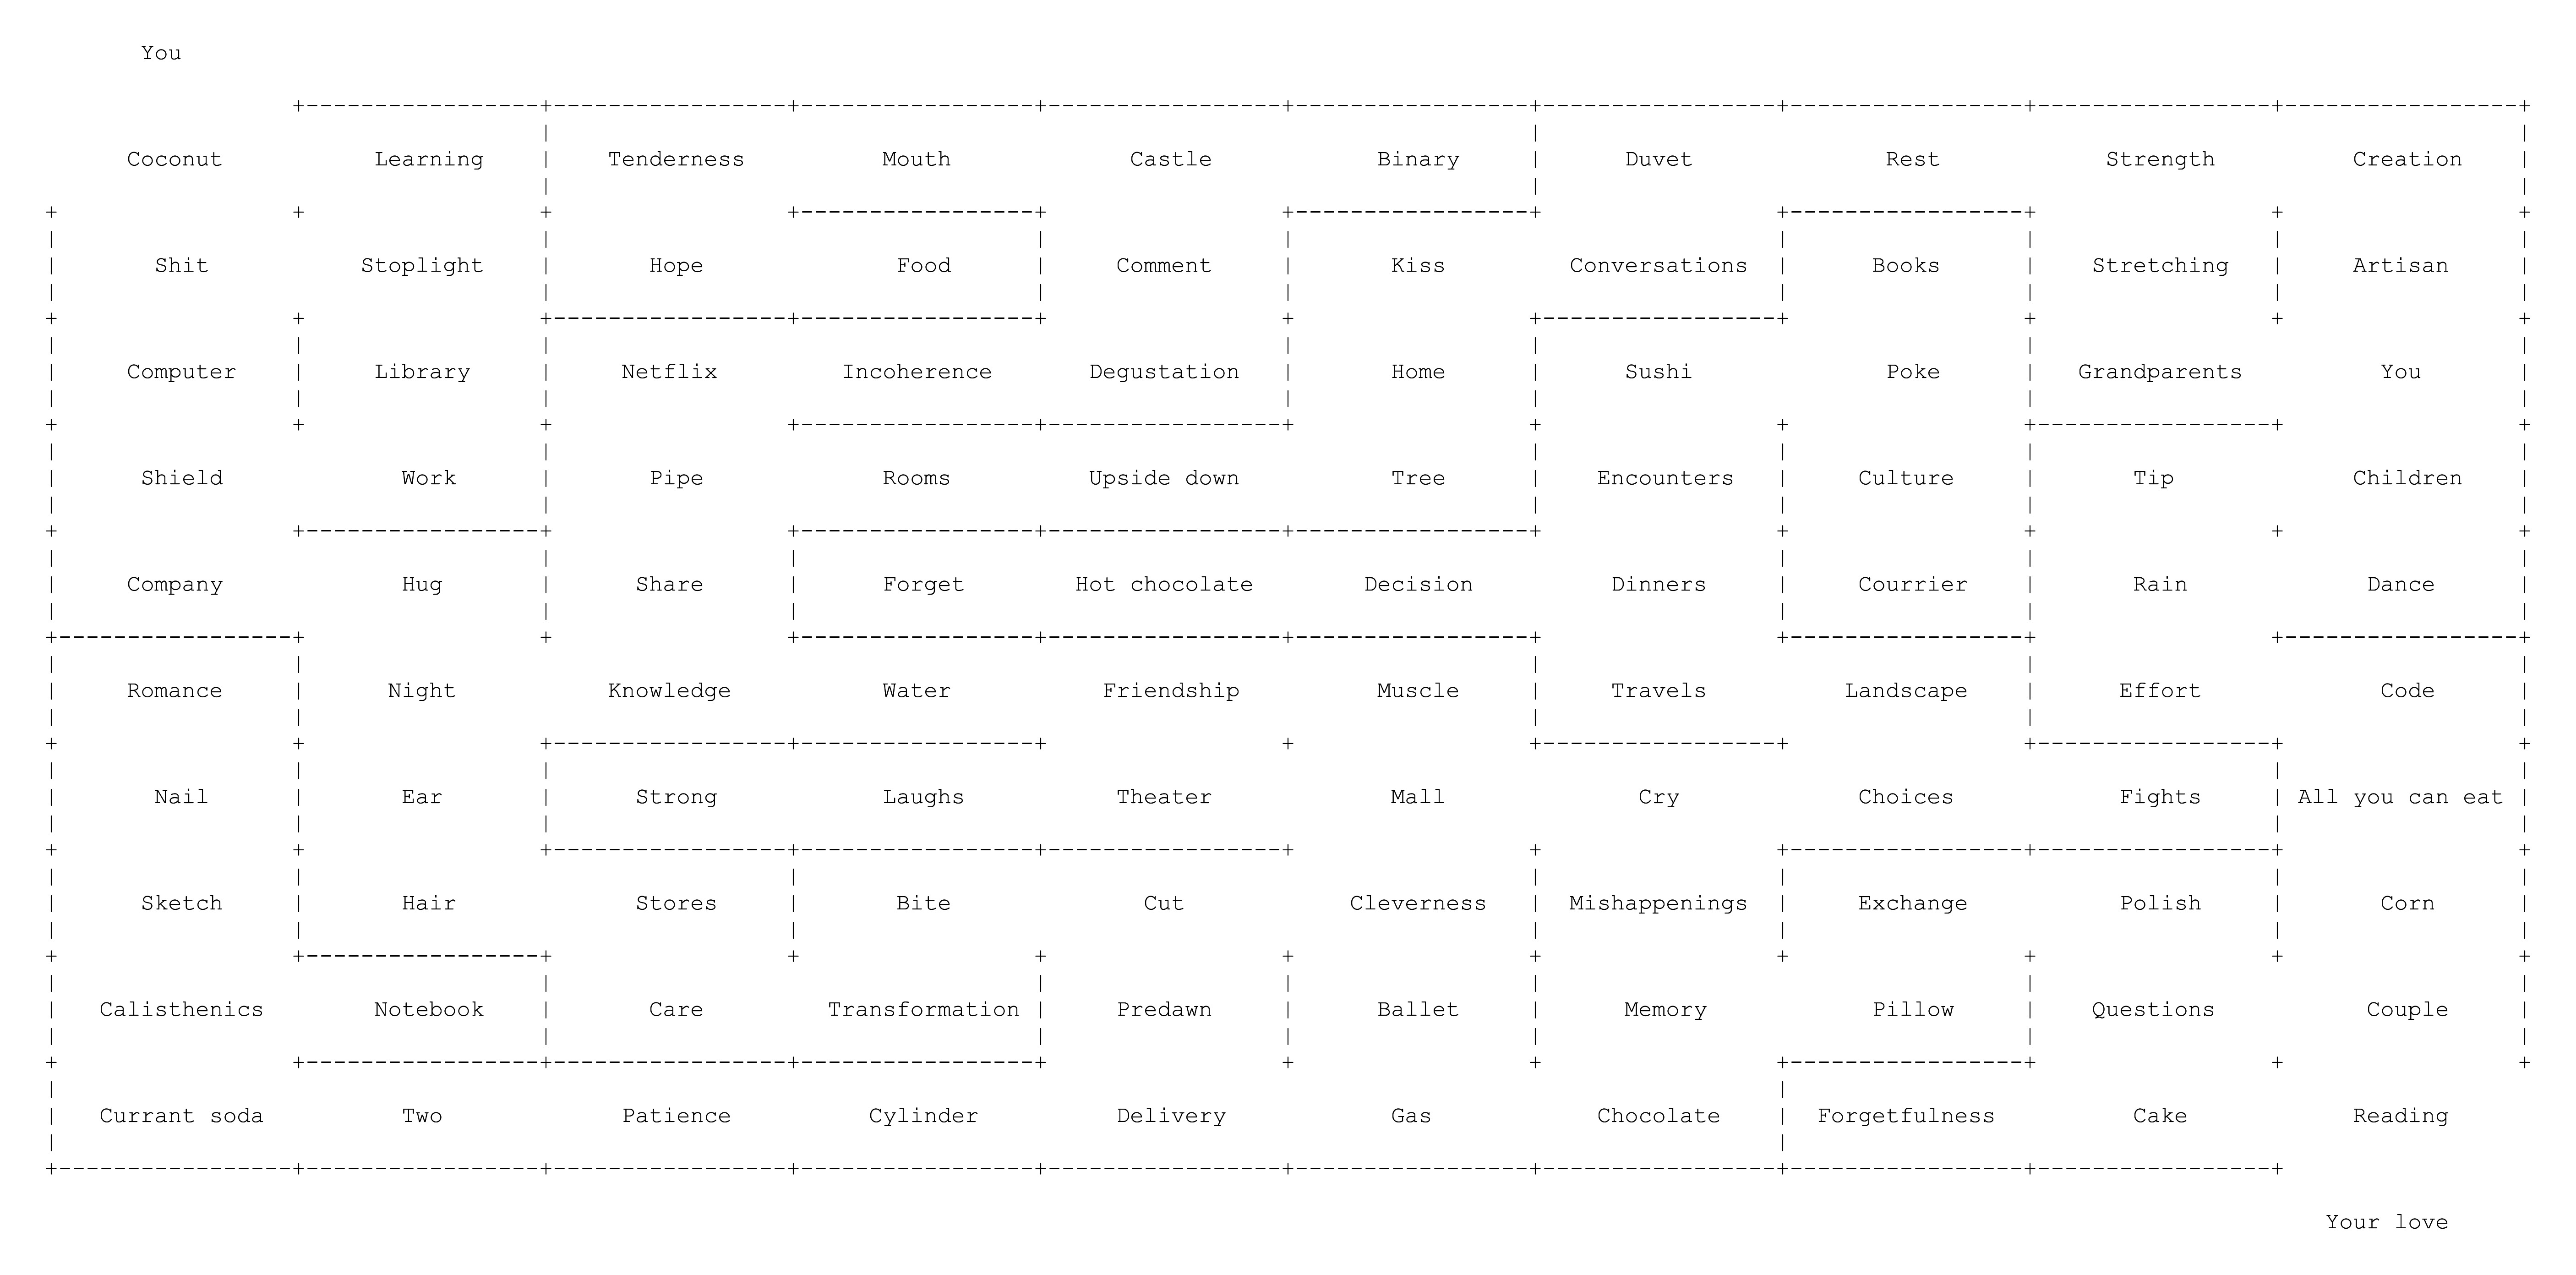 You
Coconut Learning Tenderness Mouth Castle Binary Duvet Rest Strength Creation
Shit Stoplight Hope Food Comment Kiss Conversations Books Stretching Artisan
Computer Library Netflix Incoherence Degustation Home Sushi Poke Grandparents You
Shield Work Pipe Rooms Upside down Tree Encounters Culture Tip Children
Company Hug Share Forget Hot chocolate Decision Dinners Courrier Rain Dance
Romance Night Knowledge Water Friendship Muscle Travels Landscape Effort Code
Nail Ear Strong Laughs Theater Mall Cry Choices Fights All you can eat
Sketch Hair Stores Bite Cut Cleverness Mishappenings Exchange Polish Corn
Calisthenics Notebook Care Transformation Predawn Ballet Memory Pillow Questions Couple
Currant soda Two Patience Cylinder Delivery Gas Chocolate Forgetfulness Cake Reading
Your love